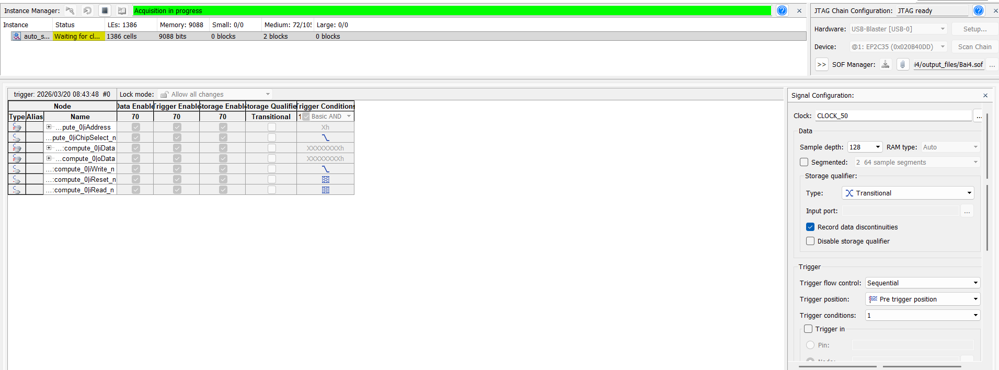 Instance Manager: Acquisition in progress
Instance Status LEs: 1386 Memory: 9088 Small: 0/0 Medium: 72/105 Large: 0/0
auto_s... Waiting for cl... 1386 cells 9088 bits 0 blocks 2 blocks 0 blocks
JTAG Chain Configuration: JTAG ready
Hardware: USB-Blaster [USB-0] Setup...
Device: @1: EP2C35 (0x020B40DD) Scan Chain
>> SOF Manager: i4/output_files/Bai4.sof ...
trigger: 2026/03/20 08:43:48 #0 Lock mode: Allow all changes
Node Data Enable Trigger Enable Storage Enable Storage Qualifie Trigger Conditions
Type Alias Name 70 70 70 Transitional 1 Basic AND
...pute_0|iAddress Xh
...pute_0|iChipSelect_n
...:compute_0|iData XXXXXXXXh
...:compute_0|oData XXXXXXXXh
...:compute_0|iWrite_n
...:compute_0|iReset_n
...:compute_0|iRead_n
Signal Configuration:
Clock: CLOCK_50 ...
Data
Sample depth: 128 RAM type: Auto
Segmented: 2 64 sample segments
Storage qualifier:
Type: Transitional
Input port: ...
Record data discontinuities
Disable storage qualifier
Trigger
Trigger flow control: Sequential
Trigger position: Pre trigger position
Trigger conditions: 1
Trigger in
Pin: